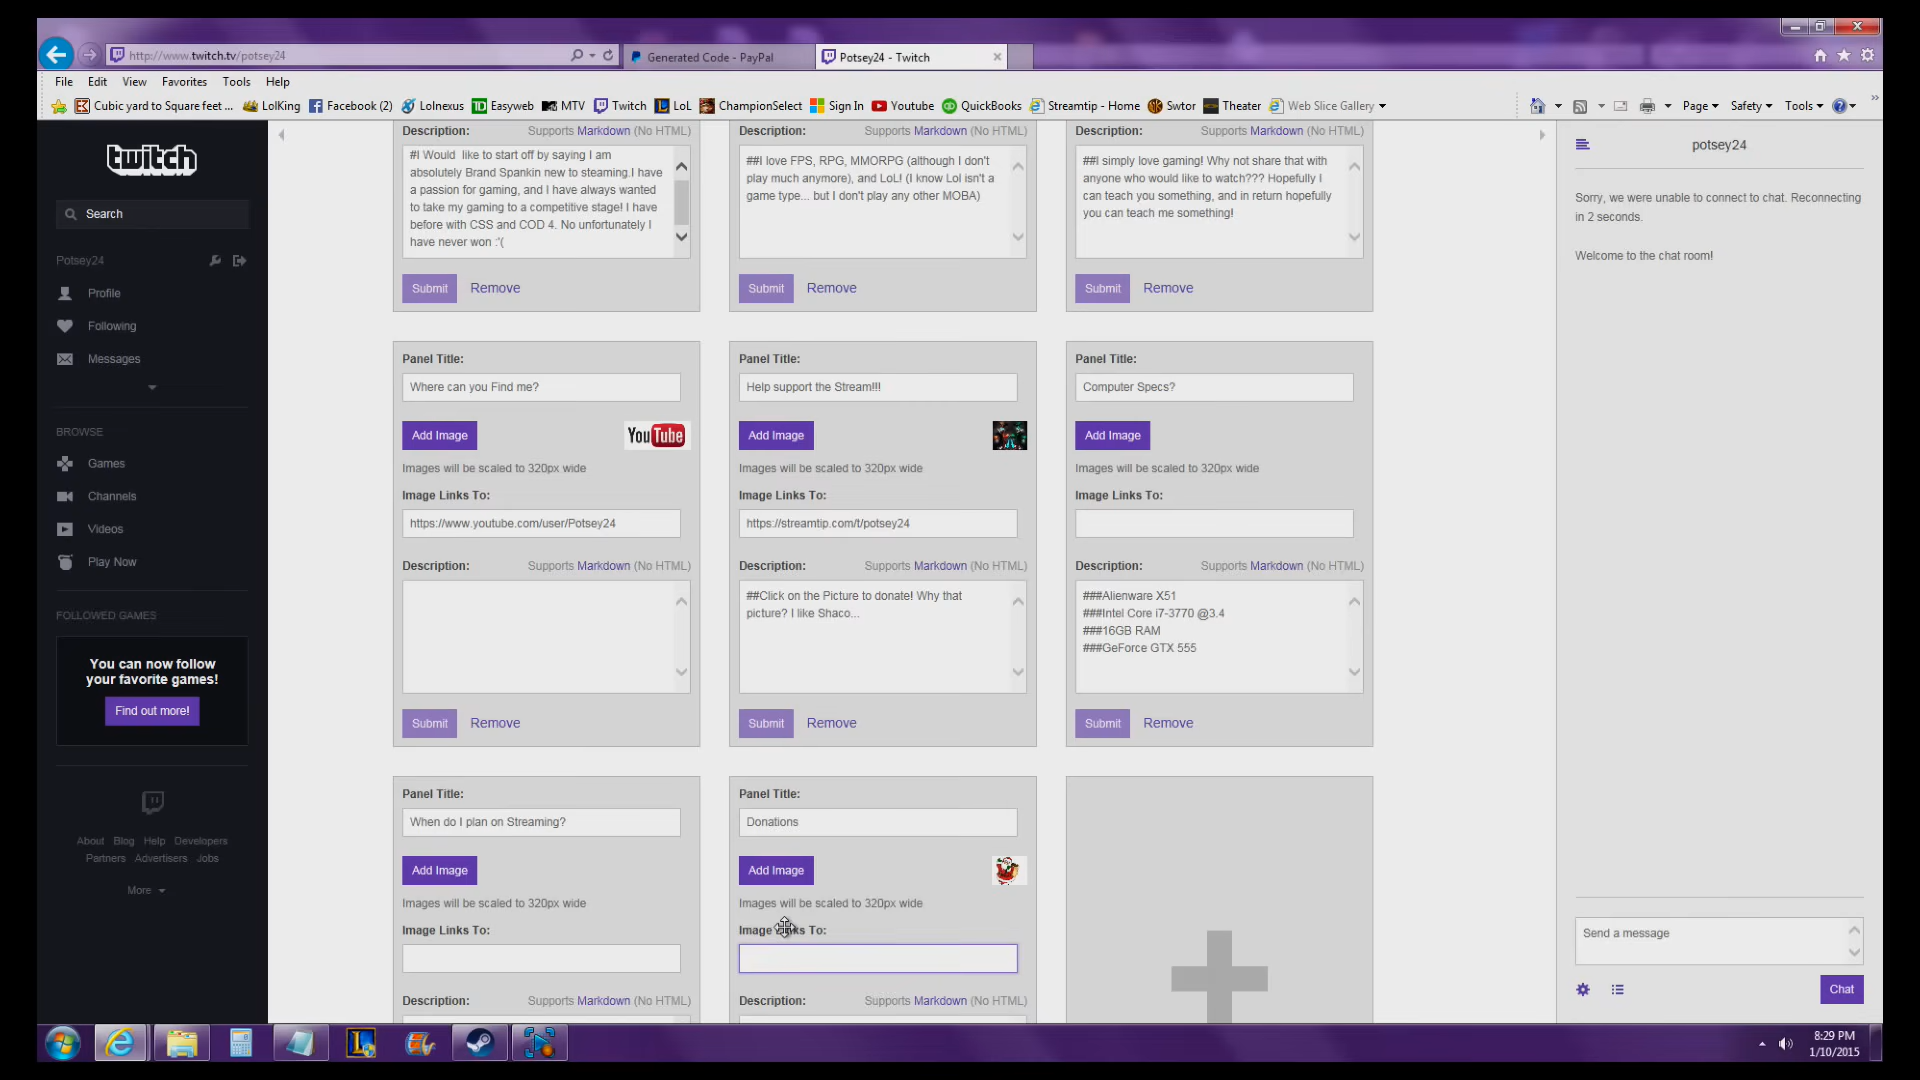 http://www.twitch.tv/potsey24
Generated Code - PayPal
Potsey24 - Twitch
File Edit View Favorites Tools Help
Cubic yard to Square feet ... LolKing Facebook (2) Lolnexus TD Easyweb MTV Twitch LoL ChampionSelect Sign In Youtube QuickBooks Streamtip - Home Swtor Theater Web Slice Gallery Page Safety Tools
twitch
Search
Potsey24
Profile
Following
Messages
BROWSE
Games
Channels
Videos
Play Now
FOLLOWED GAMES
You can now follow
your favorite games!
Find out more!
About Blog Help Developers
Partners Advertisers Jobs
More
Description: Supports Markdown (No HTML)
#I Would like to start off by saying I am
absolutely Brand Spankin new to steaming.I have
a passion for gaming, and I have always wanted
to take my gaming to a competitive stage! I have
before with CSS and COD 4. No unfortunately I
have never won :'(
Submit Remove
Description: Supports Markdown (No HTML)
##I love FPS, RPG, MMORPG (although I don't
play much anymore), and LoL! (I know Lol isn't a
game type... but I don't play any other MOBA)
Submit Remove
Description: Supports Markdown (No HTML)
##I simply love gaming! Why not share that with
anyone who would like to watch??? Hopefully I
can teach you something, and in return hopefully
you can teach me something!
Submit Remove
Panel Title:
Where can you Find me?
Add Image
You Tube
Images will be scaled to 320px wide
Image Links To:
https://www.youtube.com/user/Potsey24
Description: Supports Markdown (No HTML)
Submit Remove
Panel Title:
Help support the Stream!!!
Add Image
Images will be scaled to 320px wide
Image Links To:
https://streamtip.com/t/potsey24
Description: Supports Markdown (No HTML)
##Click on the Picture to donate! Why that
picture? I like Shaco...
Submit Remove
Panel Title:
Computer Specs?
Add Image
Images will be scaled to 320px wide
Image Links To:
Description: Supports Markdown (No HTML)
###Alienware X51
###Intel Core i7-3770 @3.4
###16GB RAM
###GeForce GTX 555
Submit Remove
Panel Title:
When do I plan on Streaming?
Add Image
Images will be scaled to 320px wide
Image Links To:
Description: Supports Markdown (No HTML)
Panel Title:
Donations
Add Image
Images will be scaled to 320px wide
Image Links To:
Description: Supports Markdown (No HTML)
potsey24
Sorry, we were unable to connect to chat. Reconnecting
in 2 seconds.
Welcome to the chat room!
Send a message
Chat
8:29 PM
1/10/2015